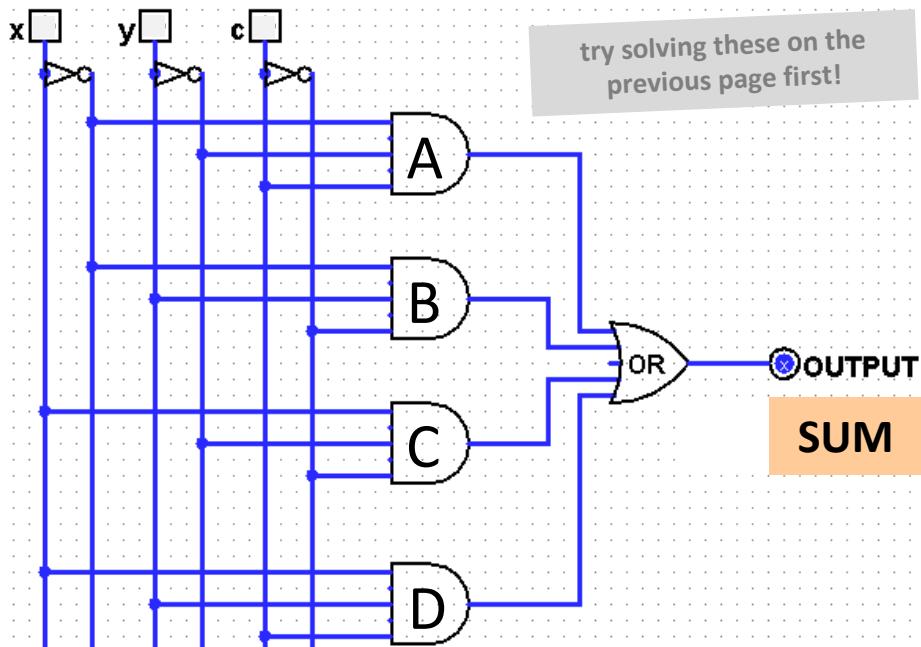 x y c
try solving these on the
previous page first!
A
B
OR
x OUTPUT
C
SUM
D